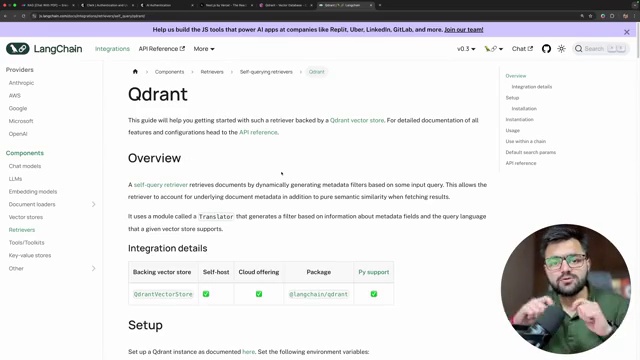 Qdrant | 🦜️🔗 Langchain
js.langchain.com/docs/integrations/retrievers/self_query/qdrant/
Help us build the JS tools that power AI apps at companies like Replit, Uber, LinkedIn, GitLab, and more. Join our team!
LangChain Integrations API Reference More v0.3 Chat Search
Providers
Anthropic
AWS
Google
Microsoft
OpenAI
Components
Chat models
LLMs
Embedding models
Document loaders
Vector stores
Retrievers
Tools/Toolkits
Key-value stores
Other
Components Retrievers Self-querying retrievers Qdrant
Qdrant
This guide will help you getting started with such a retriever backed by a Qdrant vector store. For detailed documentation of all
features and configurations head to the API reference.
Overview
A self-query retriever retrieves documents by dynamically generating metadata filters based on some input query. This allows
the retriever to account for underlying document metadata in addition to pure semantic similarity when fetching results.
It uses a module called a Translator that generates a filter based on information about metadata fields and the query language
that a given vector store supports.
Integration details
Backing vector store Self-host Cloud offering Package Py support
QdrantVectorStore ✅ ✅ @langchain/qdrant ✅
Setup
Set up a Qdrant instance as documented here. Set the following environment variables:
Overview
Integration details
Setup
Installation
Instantiation
Usage
Use within a chain
Default search params
API reference